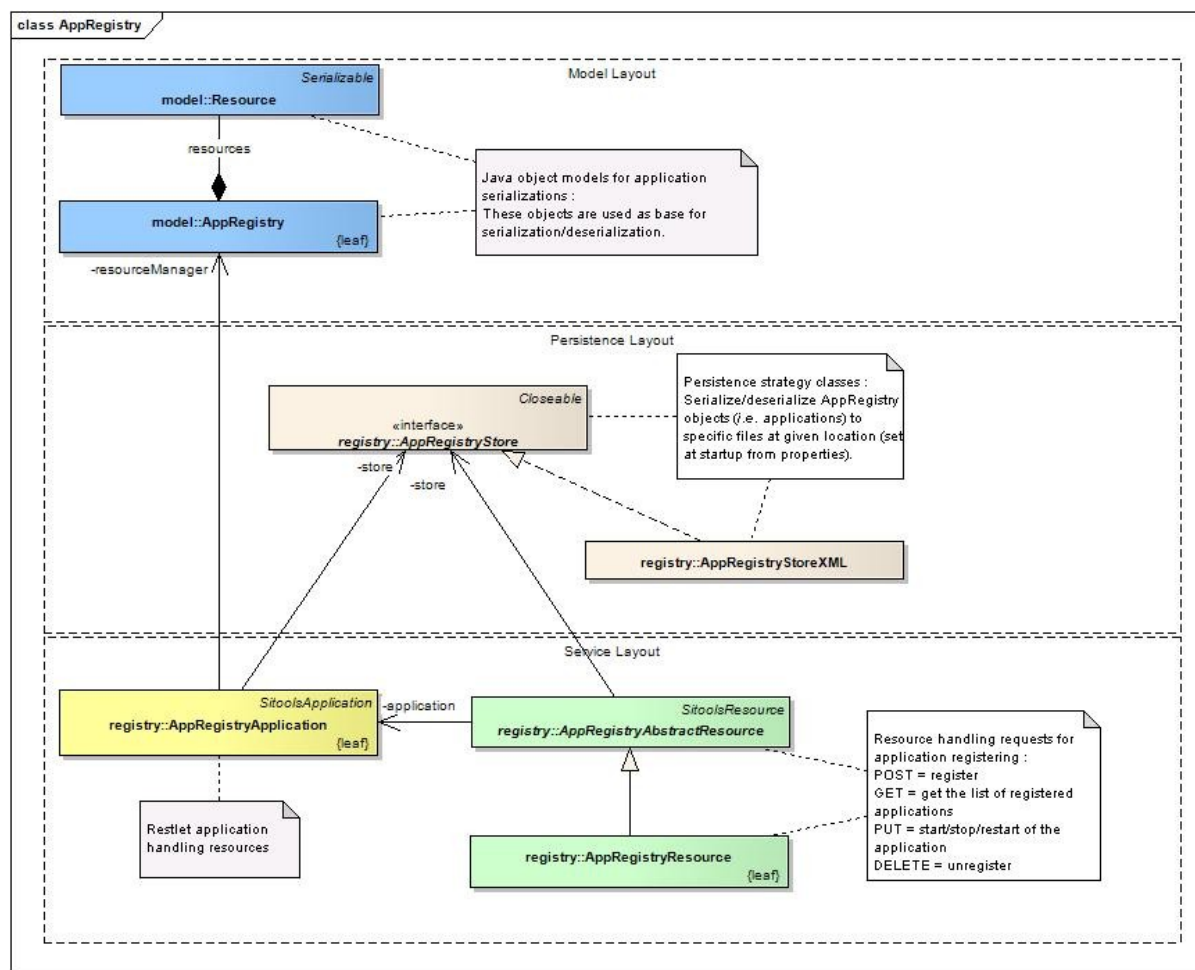 class AppRegistry
Model Layout
Serializable
model::Resource
resources
Java object models for application
serializations :
These objects are used as base for
serialization/deserialization.
model::AppRegistry
{leaf}
-resourceManager
Persistence Layout
Persistence strategy classes :
Serialize/deserialize AppRegistry
objects (i.e. applications) to
specific files at given location (set
at startup from properties).
Closeable
«interface»
registry::AppRegistryStore
-store
-store
registry::AppRegistryStoreXML
Service Layout
SitoolsApplication
registry::AppRegistryApplication
{leaf}
-application
SitoolsResource
registry::AppRegistryAbstractResource
Resource handling requests for
application registering :
POST = register
GET = get the list of registered
applications
PUT = start/stop/restart of the
application
DELETE = unregister
Restlet application
handling resources
registry::AppRegistryResource
{leaf}